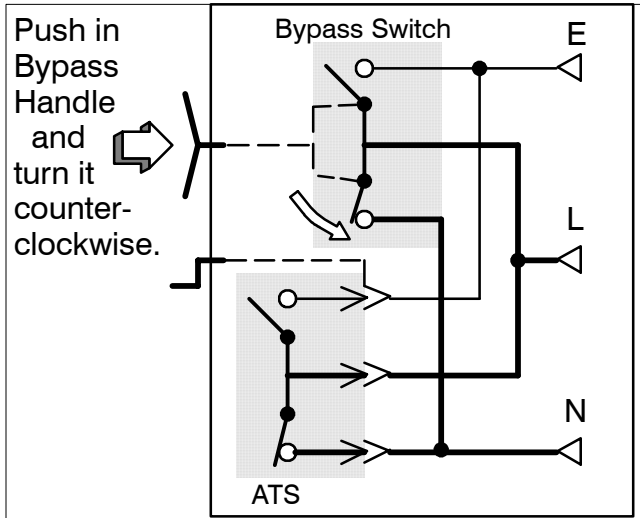 Push in
Bypass
Handle
and
turn it
counter-
clockwise.
Bypass Switch
E
L
N
ATS